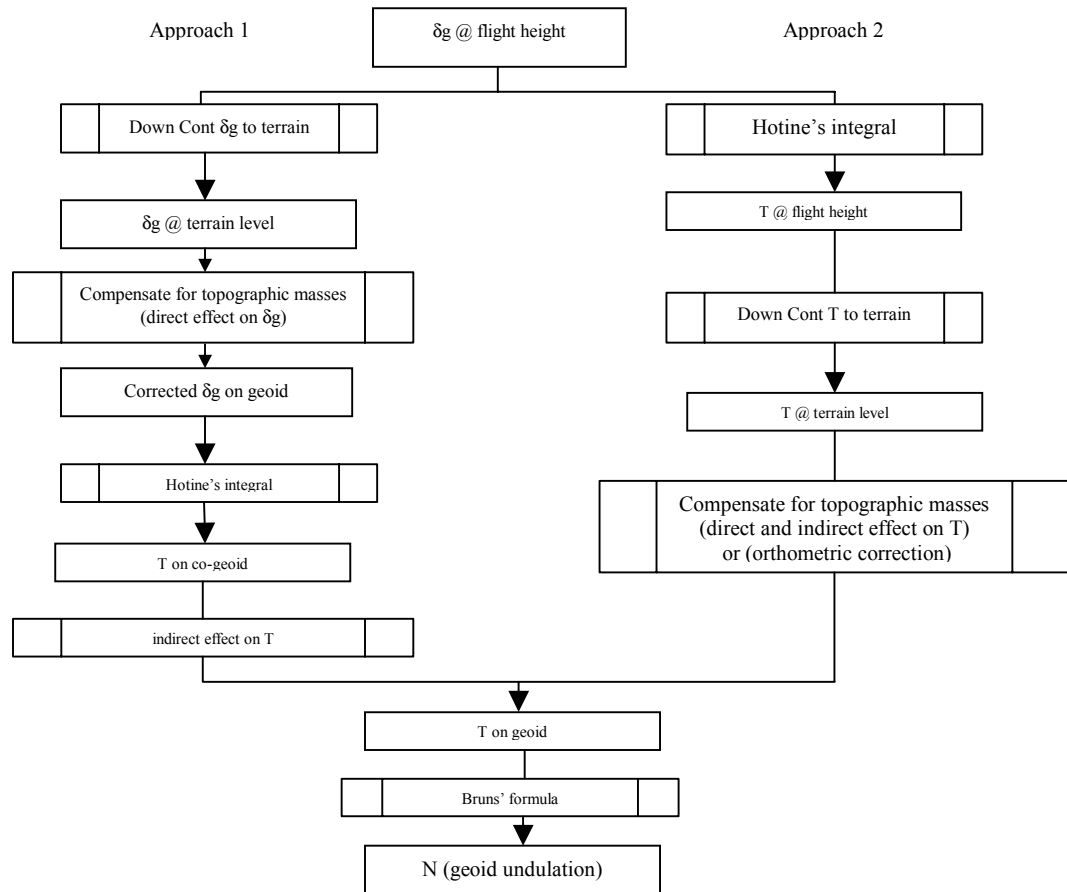 Approach 1
δg @ flight height
Approach 2
Down Cont δg to terrain
δg @ terrain level
Compensate for topographic masses
(direct effect on δg)
Corrected δg on geoid
Hotine's integral
T on co-geoid
indirect effect on T
Hotine's integral
T @ flight height
Down Cont T to terrain
T @ terrain level
Compensate for topographic masses
(direct and indirect effect on T)
or (orthometric correction)
T on geoid
Bruns' formula
N (geoid undulation)